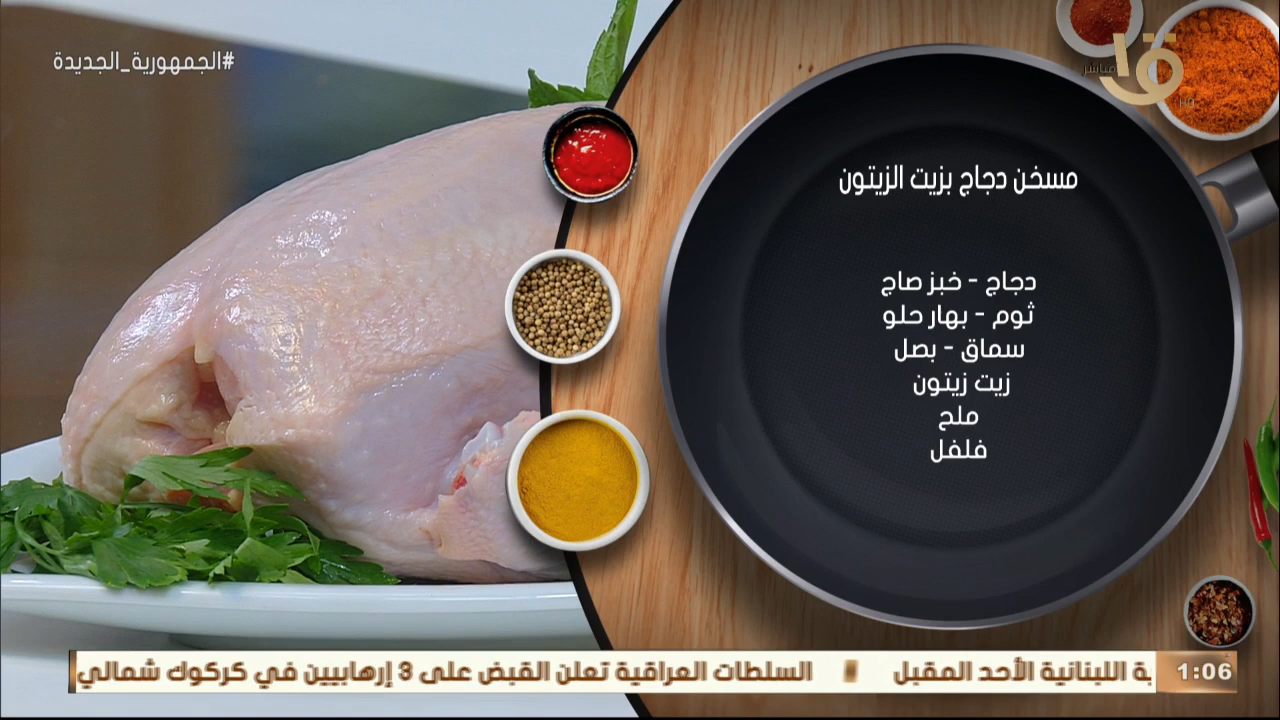 #الجمهورية_الجديدة
مباشر
HD
مسخن دجاج بزيت الزيتون
دجاج - خبز صاج
ثوم - بهار حلو
سماق - بصل
زيت زيتون
ملح
فلفل
1:06
اللبنانية الأحد المقبل
السلطات العراقية تعلن القبض على 3 إرهابيين في كركوك شمالي